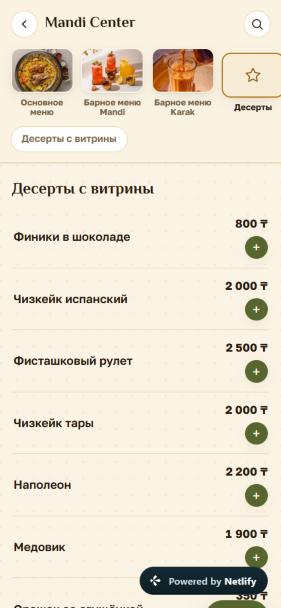 Mandi Center
Основное
меню
Барное меню
Mandi
Барное меню
Karak
Десерты
Десерты с витрины
Десерты с витрины
800 ₸
Финики в шоколаде
2 000 ₸
Чизкейк испанский
2 500 ₸
Фисташковый рулет
2 000 ₸
Чизкейк тары
2 200 ₸
Наполеон
1 900 ₸
Медовик
Powered by Netlify
350 ₸